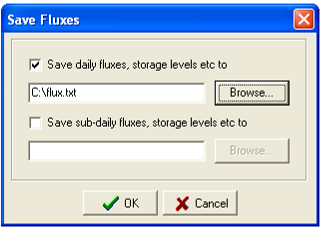 Save Fluxes
Save daily fluxes, storage levels etc to
C:\flux.txt
Browse...
Save sub-daily fluxes, storage levels etc to
Browse...
OK
Cancel